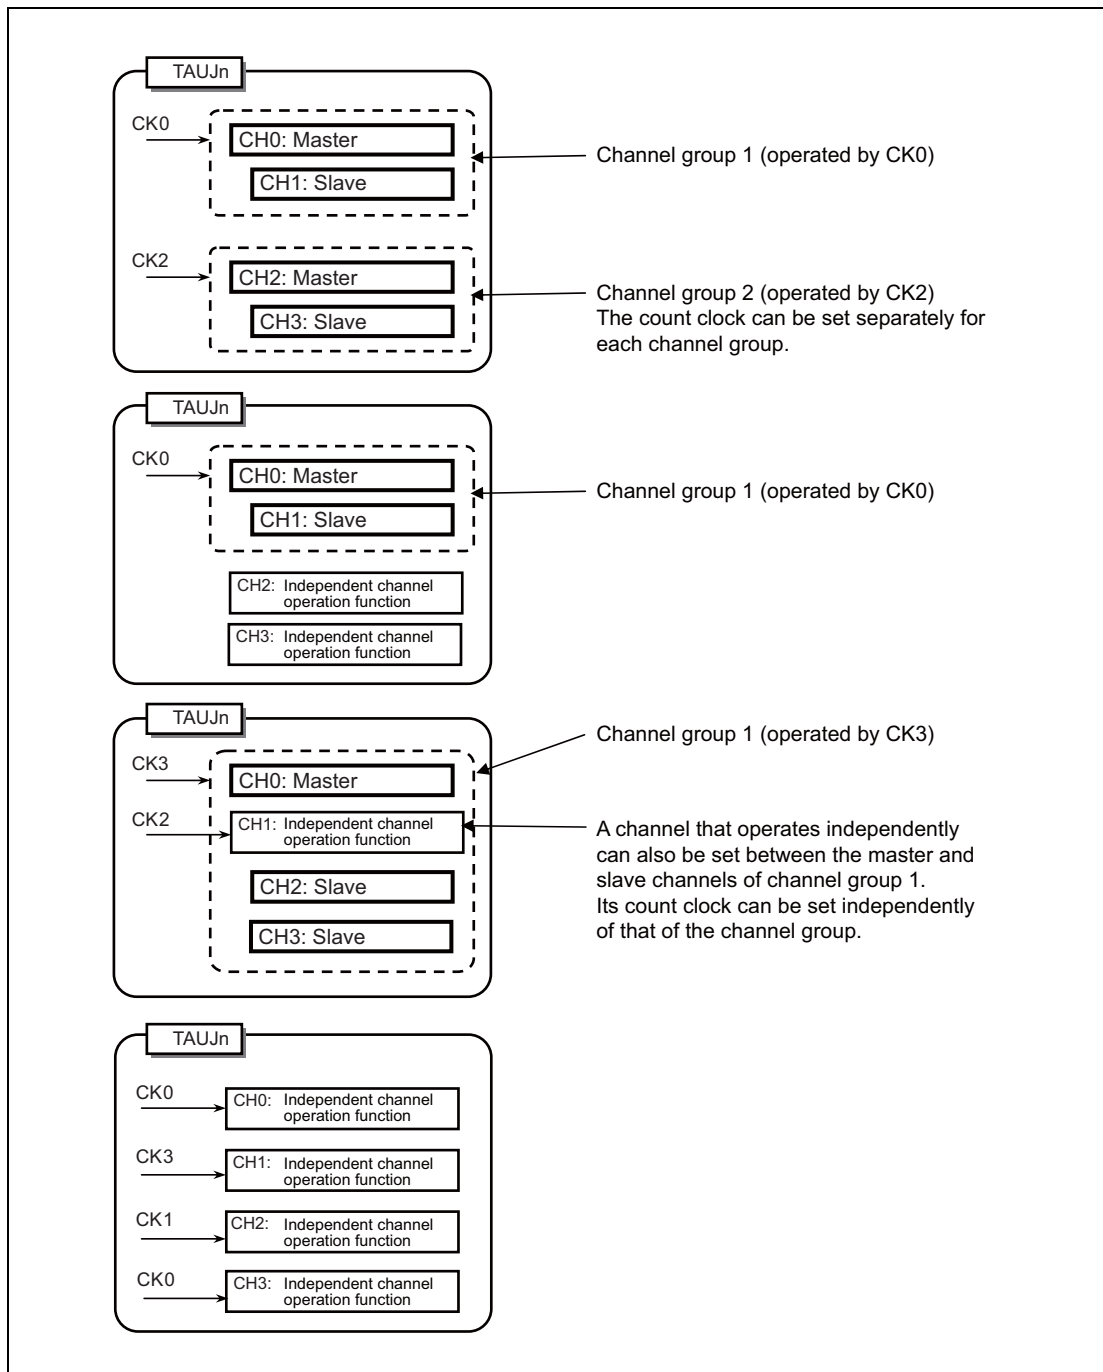 TAUJn
CK0
CH0: Master
CH1: Slave
Channel group 1 (operated by CK0)
CK2
CH2: Master
CH3: Slave
Channel group 2 (operated by CK2)
The count clock can be set separately for
each channel group.
TAUJn
CK0
CH0: Master
CH1: Slave
Channel group 1 (operated by CK0)
CH2: Independent channel
operation function
CH3: Independent channel
operation function
TAUJn
CK3
CH0: Master
Channel group 1 (operated by CK3)
CK2
CH1: Independent channel
operation function
CH2: Slave
CH3: Slave
A channel that operates independently
can also be set between the master and
slave channels of channel group 1.
Its count clock can be set independently
of that of the channel group.
TAUJn
CK0
CH0: Independent channel
operation function
CK3
CH1: Independent channel
operation function
CK1
CH2: Independent channel
operation function
CK0
CH3: Independent channel
operation function